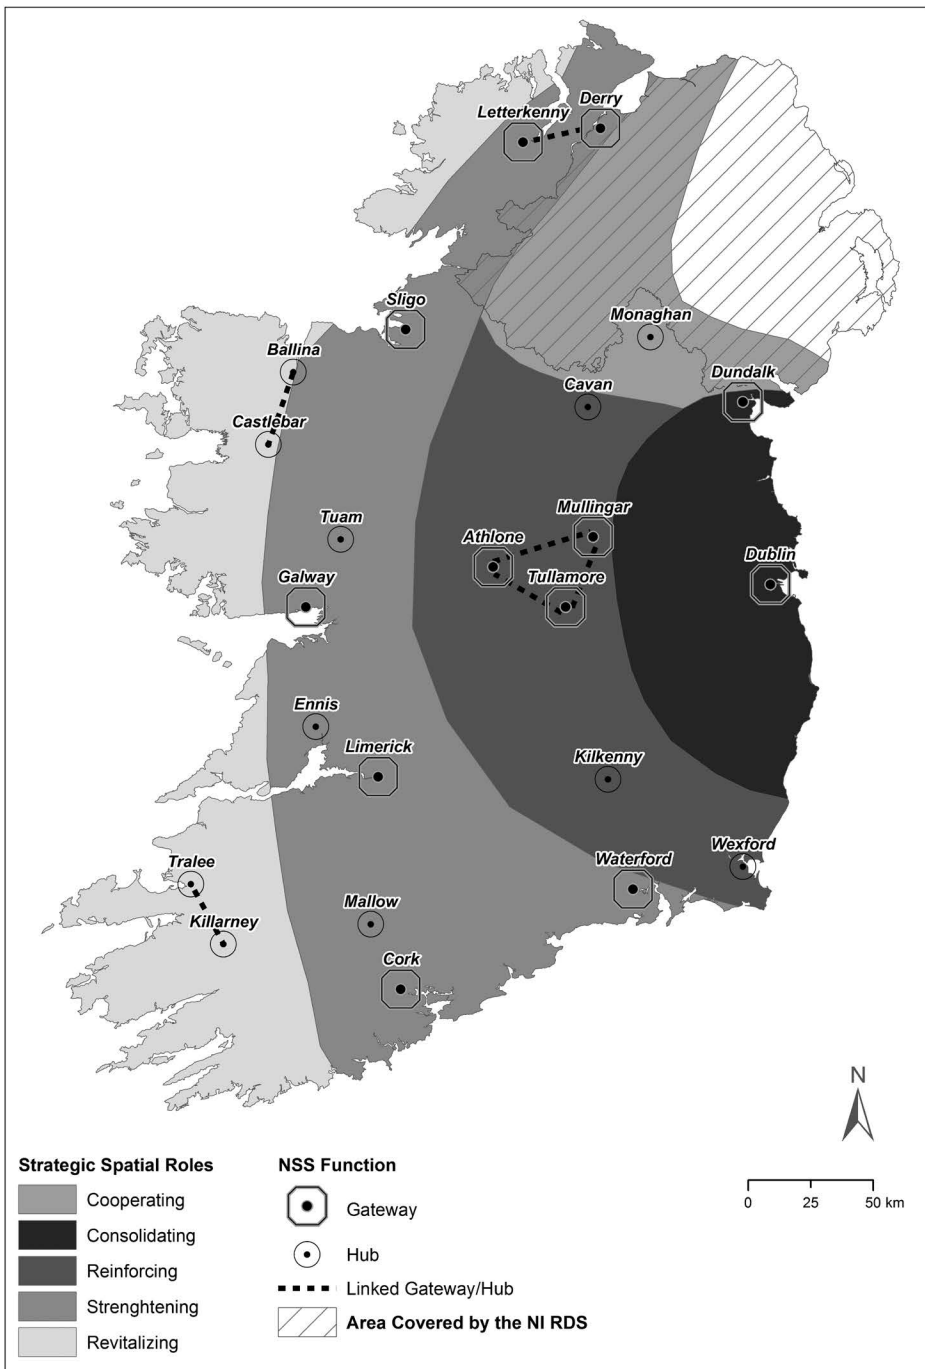 Derry
Letterkenny
Sligo
Monaghan
Ballina
Dundalk
Cavan
Castlebar
Mullingar
Tuam
Athlone
Dublin
Tullamore
Galway
Ennis
Limerick
Kilkenny
Wexford
Waterford
Tralee
Mallow
Killarney
Cork
N
Strategic Spatial Roles
Cooperating
Consolidating
Reinforcing
Strenghtening
Revitalizing
NSS Function
Gateway
Hub
Linked Gateway/Hub
Area Covered by the NI RDS
0 25 50 km